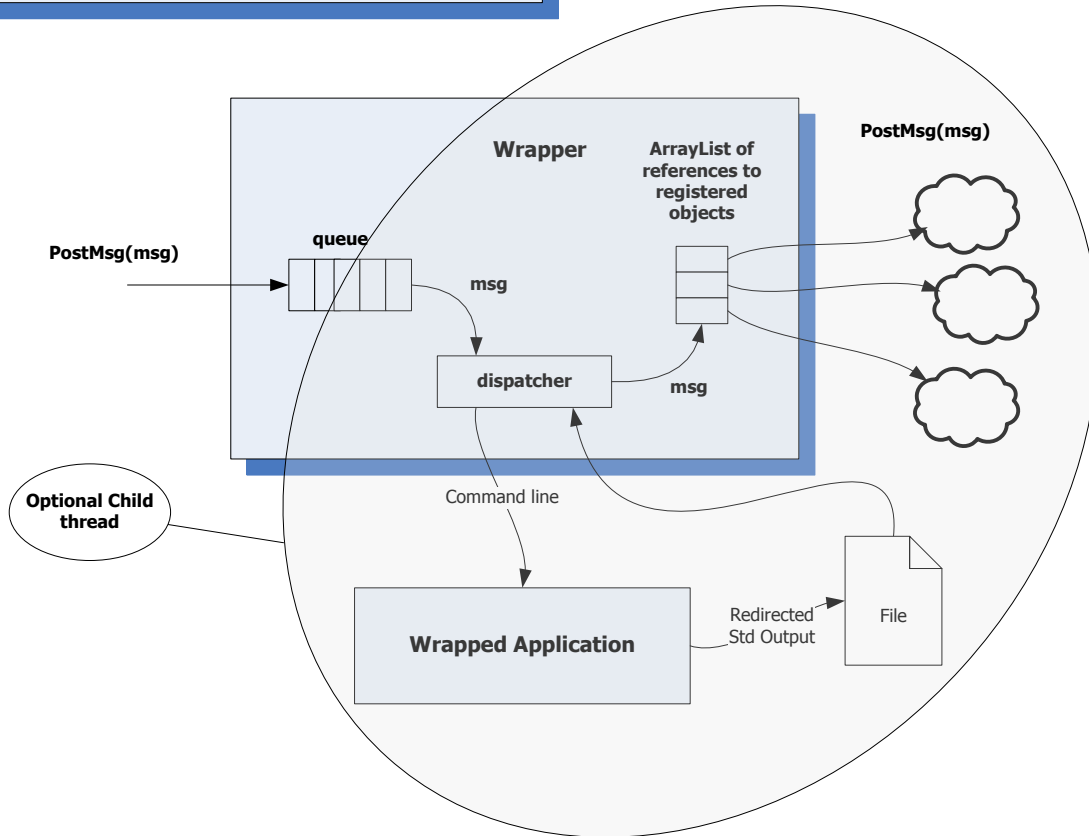 Wrapper
ArrayList of
references to
registered
objects
PostMsg(msg)
PostMsg(msg)
queue
msg
dispatcher
msg
Command line
Optional Child
thread
Wrapped Application
Redirected
Std Output
File